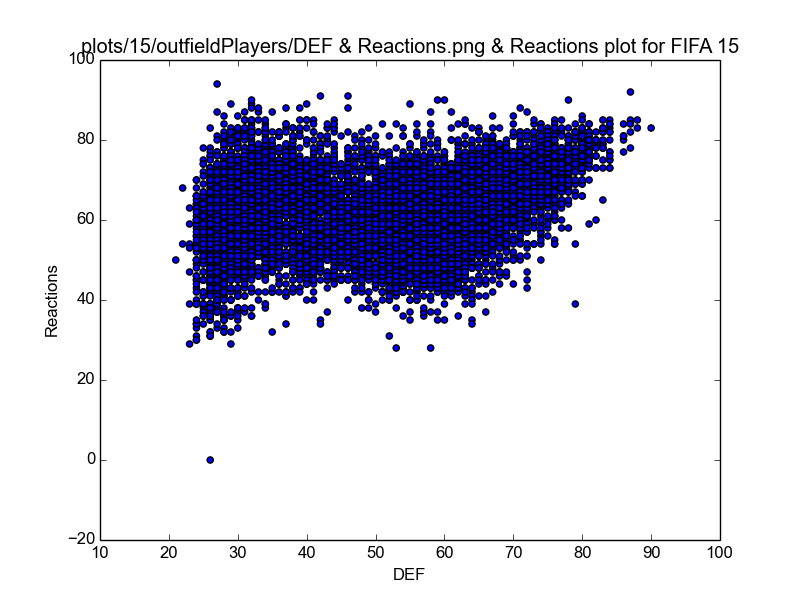 plots/15/outfieldPlayers/DEF & Reactions.png & Reactions plot for FIFA 15
100
80
60
40
20
0
−20
Reactions
10 20 30 40 50 60 70 80 90 100
DEF